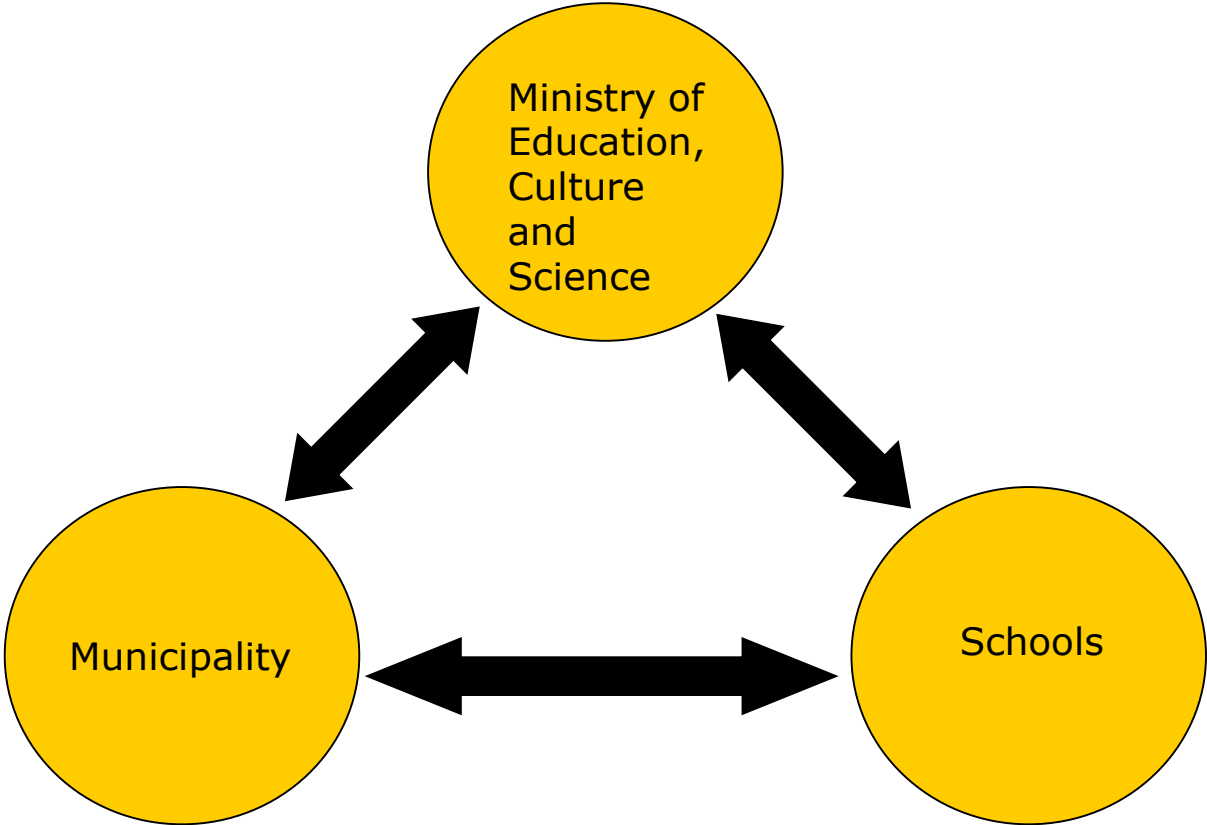 Ministry of
Education,
Culture
and
Science
Municipality
Schools